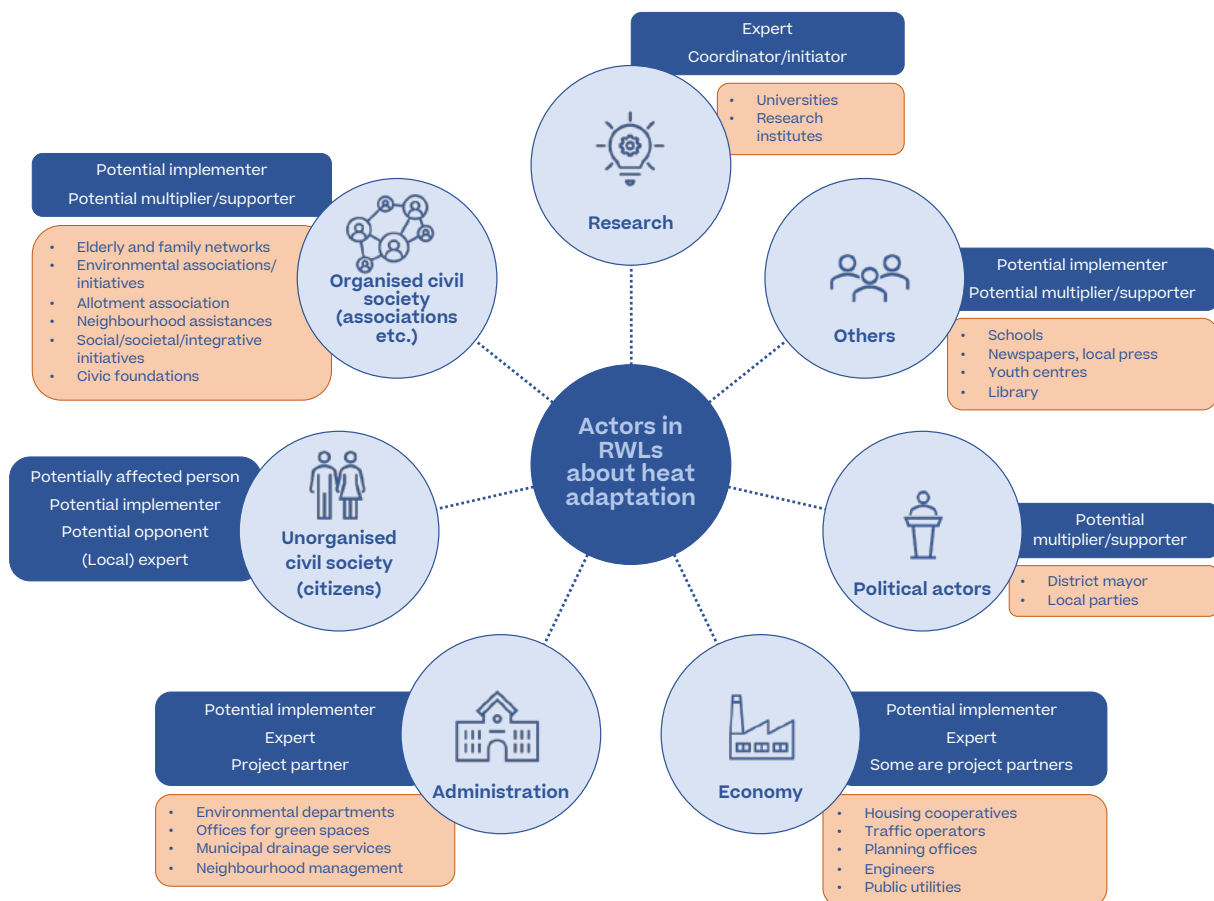 Expert
Coordinator/initiator
• Universities
• Research
institutes
Research
Potential implementer
Potential multiplier/supporter
• Elderly and family networks
• Environmental associations/
initiatives
• Allotment association
• Neighbourhood assistances
• Social/societal/integrative
initiatives
• Civic foundations
Organised civil
society
(associations
etc.)
Others
Potential implementer
Potential multiplier/supporter
• Schools
• Newspapers, local press
• Youth centres
• Library
Actors in
RWLs
about heat
adaptation
Potentially affected person
Potential implementer
Potential opponent
(Local) expert
Unorganised
civil society
(citizens)
Political actors
Potential
multiplier/supporter
• District mayor
• Local parties
Potential implementer
Expert
Project partner
• Environmental departments
• Offices for green spaces
• Municipal drainage services
• Neighbourhood management
Administration
Economy
Potential implementer
Expert
Some are project partners
• Housing cooperatives
• Traffic operators
• Planning offices
• Engineers
• Public utilities